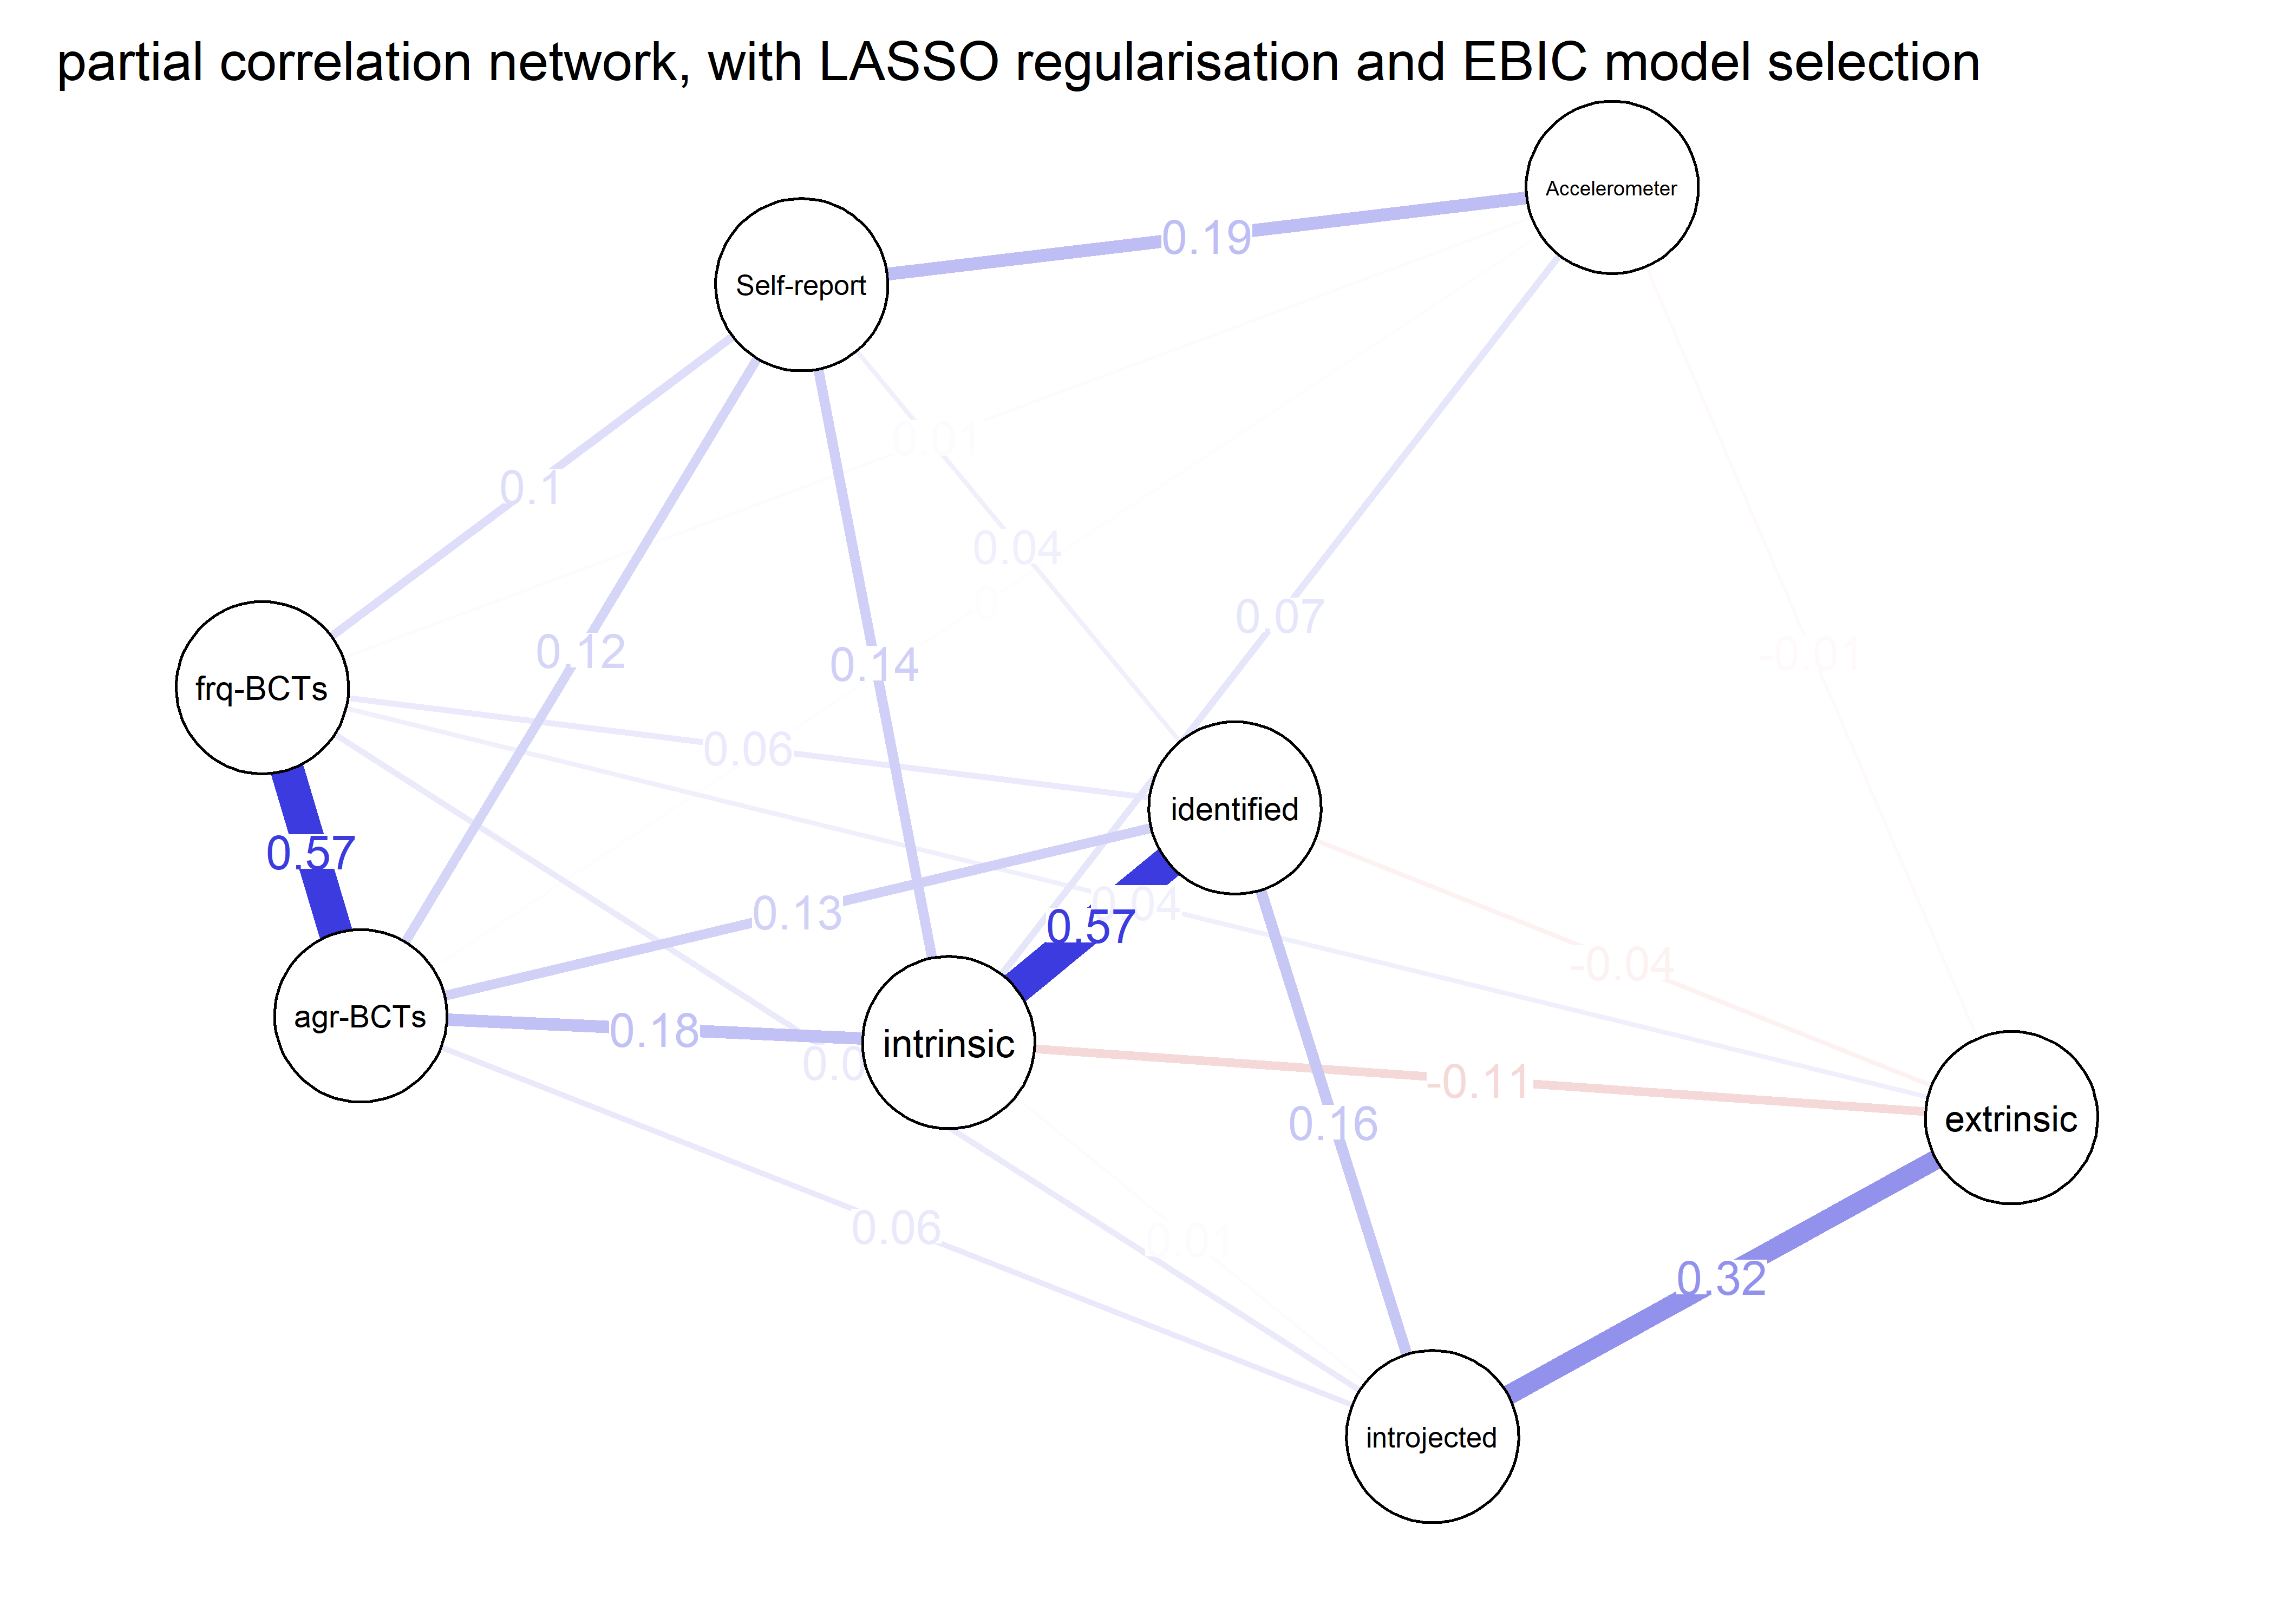 partial correlation network, with LASSO regularisation and EBIC model selection
Accelerometer
0.19
Self-report
0.01
0.1
0.04
0
0.07
0.12
0.14
-0.01
frq-BCTs
0.06
identified
0.57
0.13
0.04
0.57
-0.04
agr-BCTs
0.18
intrinsic
0.0
-0.11
extrinsic
0.16
0.06
0.01
0.32
introjected